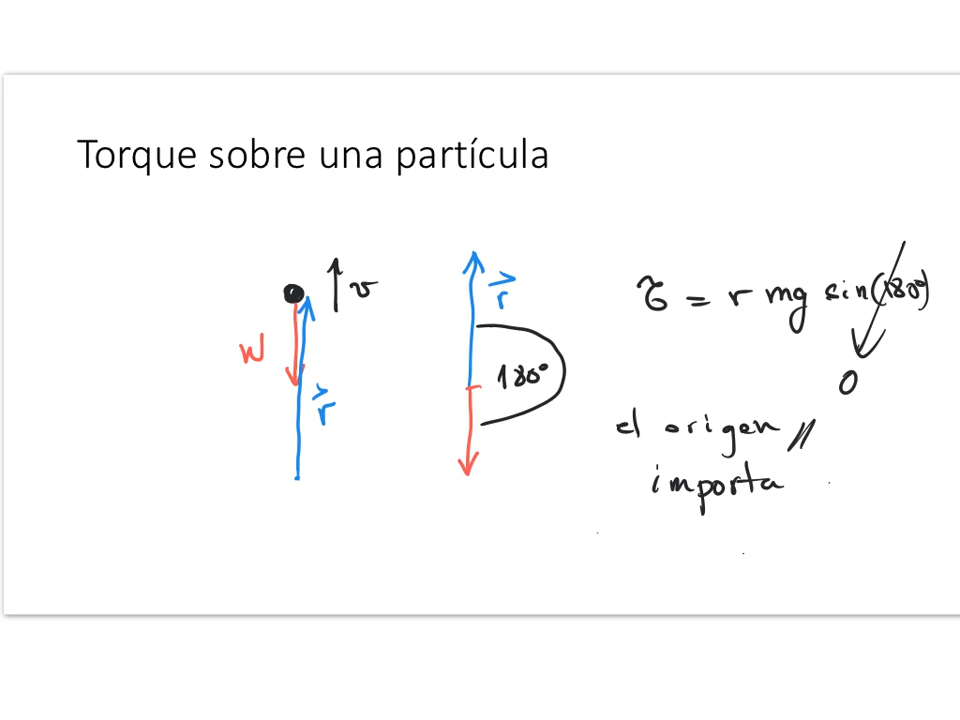 Torque sobre una partícula
v
W
r
r
180°
τ = r mg sin(180°)
0
el origen
importa